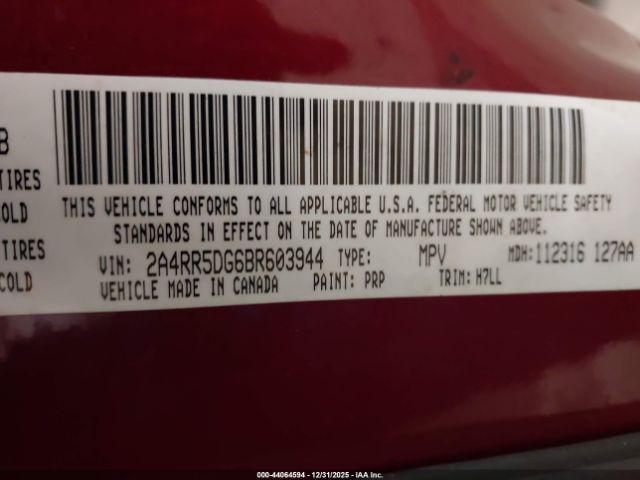 B
TIRES
COLD
TIRES
COLD
THIS VEHICLE CONFORMS TO ALL APPLICABLE U.S.A. FEDERAL MOTOR VEHICLE SAFETY
STANDARDS IN EFFECT ON THE DATE OF MANUFACTURE SHOWN ABOVE.
VIN: 2A4RR5DG6BR603944 TYPE: MPV MDH:112316 127AA
VEHICLE MADE IN CANADA PAINT: PRP TRIM: H7LL
000-44064594 - 12/31/2025 - IAA Inc.